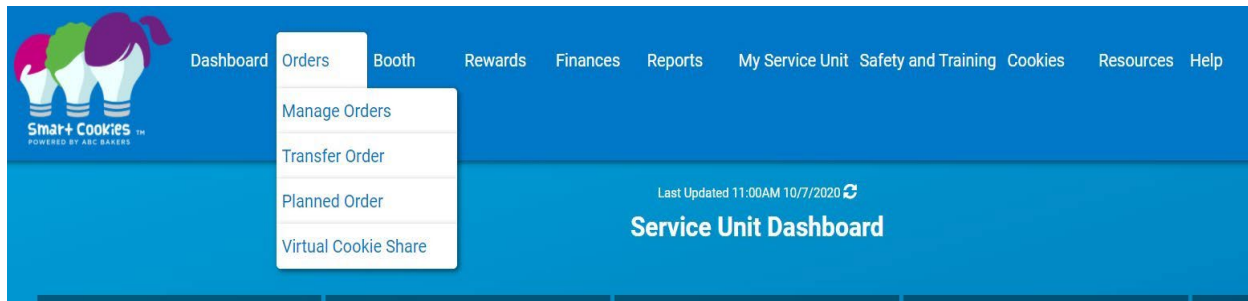 Dashboard Orders Booth Rewards Finances Reports My Service Unit Safety and Training Cookies Resources Help
Manage Orders
Smart Cookies TM
POWERED BY ABC BAKERS
Transfer Order
Planned Order
Virtual Cookie Share
Last Updated 11:00AM 10/7/2020
Service Unit Dashboard